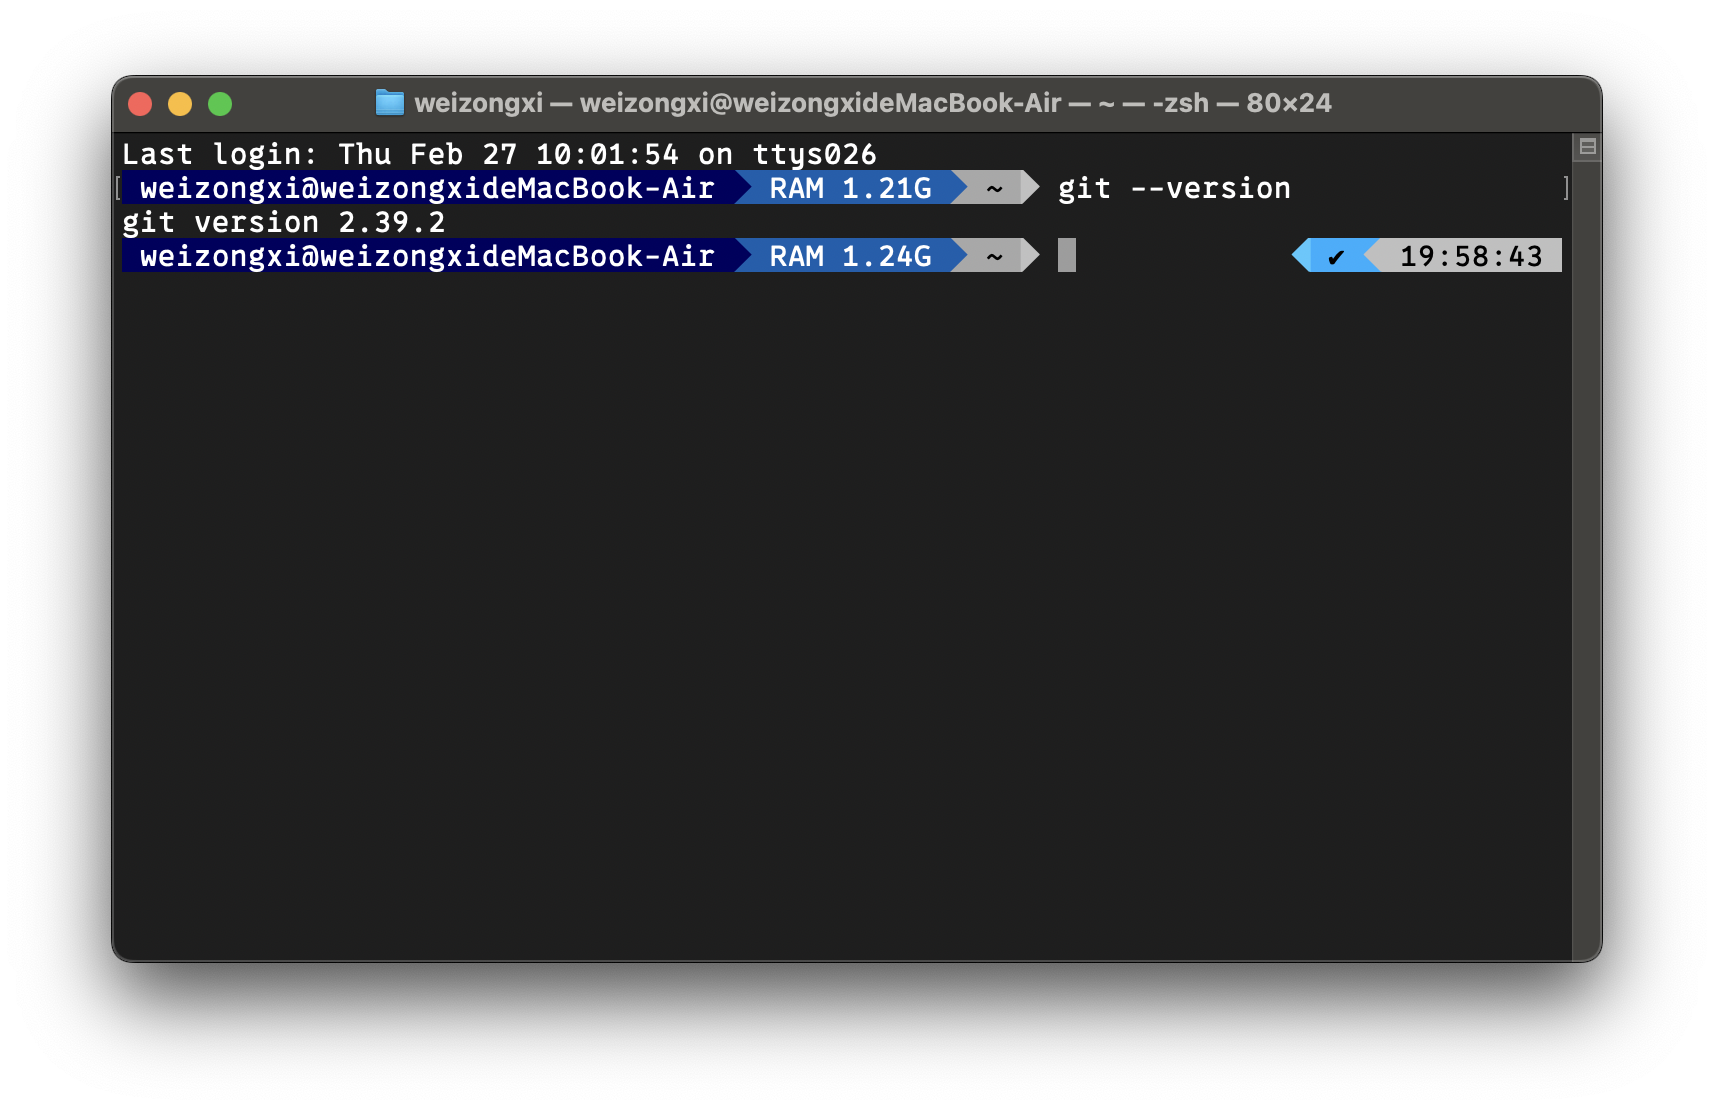 weizongxi — weizongxi@weizongxideMacBook-Air — ~ — -zsh — 80×24
Last login: Thu Feb 27 10:01:54 on ttys026
[ weizongxi@weizongxideMacBook-Air RAM 1.21G ~ git --version ]
git version 2.39.2
weizongxi@weizongxideMacBook-Air RAM 1.24G ~ ✔ 19:58:43